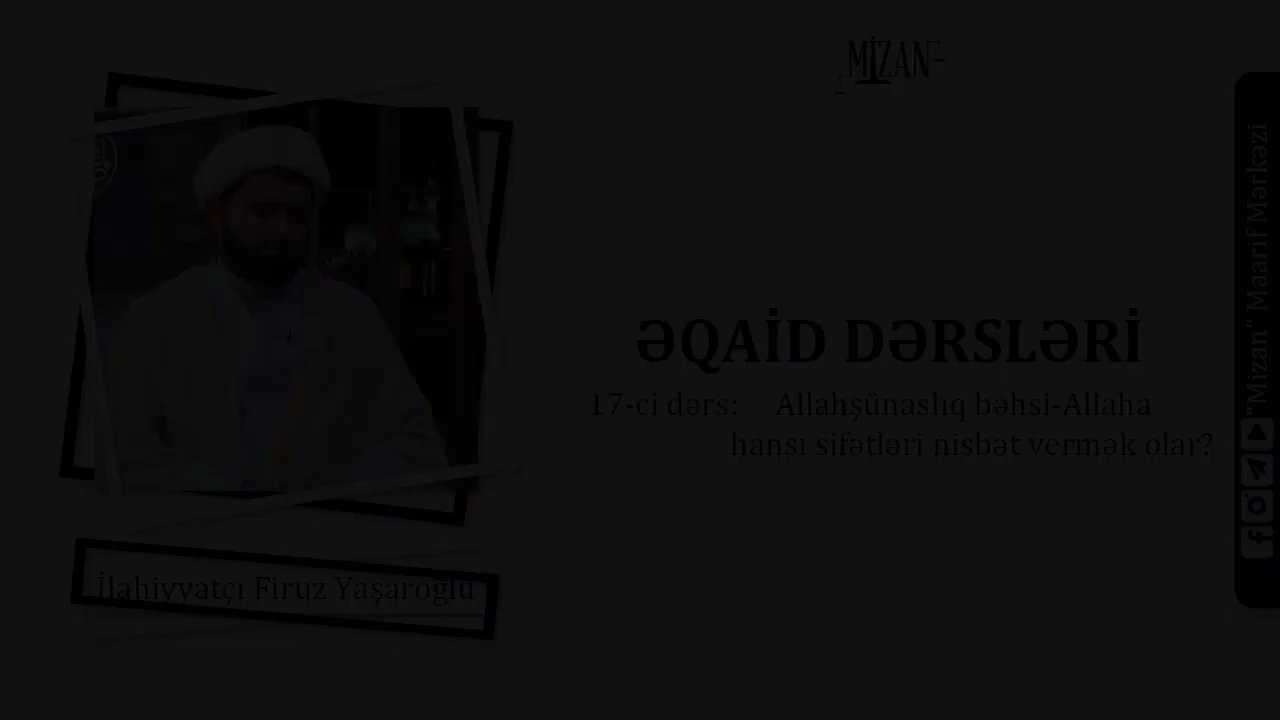 MİZAN
ƏQAİD DƏRSLƏRİ
17-ci dərs: Allahşünaslıq bəhsi-Allaha
hansı sifətləri nisbət vermək olar?
İlahiyyatçı Firuz Yaşaroğlu
"Mizan" Maarif Mərkəzi